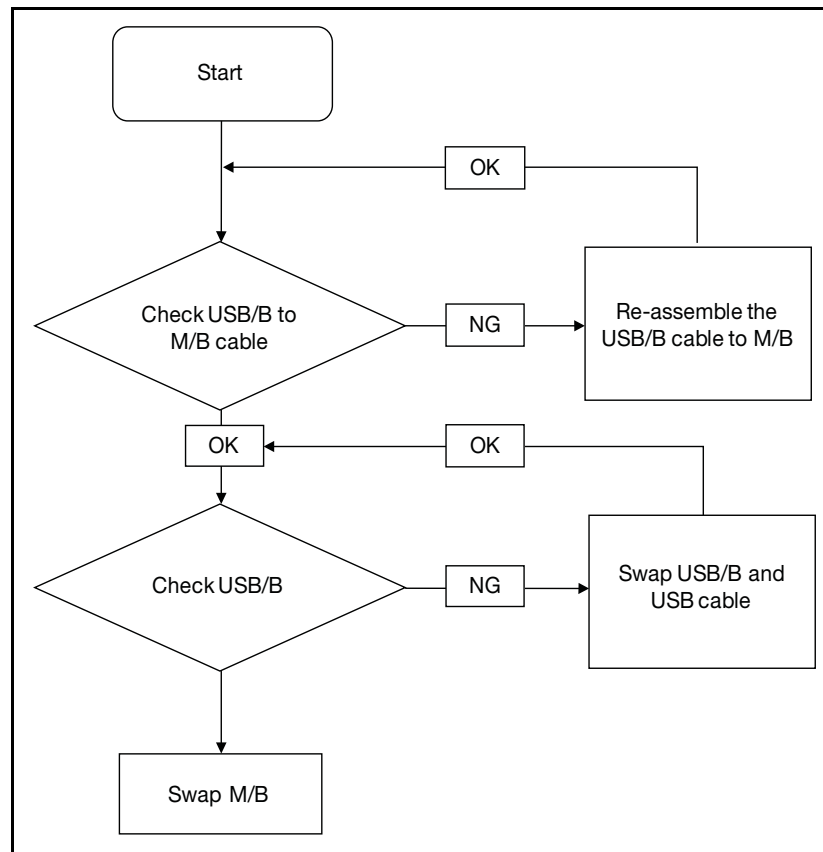 Start
OK
Check USB/B to
M/B cable
NG
Re-assemble the
USB/B cable to M/B
OK
OK
Check USB/B
NG
Swap USB/B and
USB cable
Swap M/B